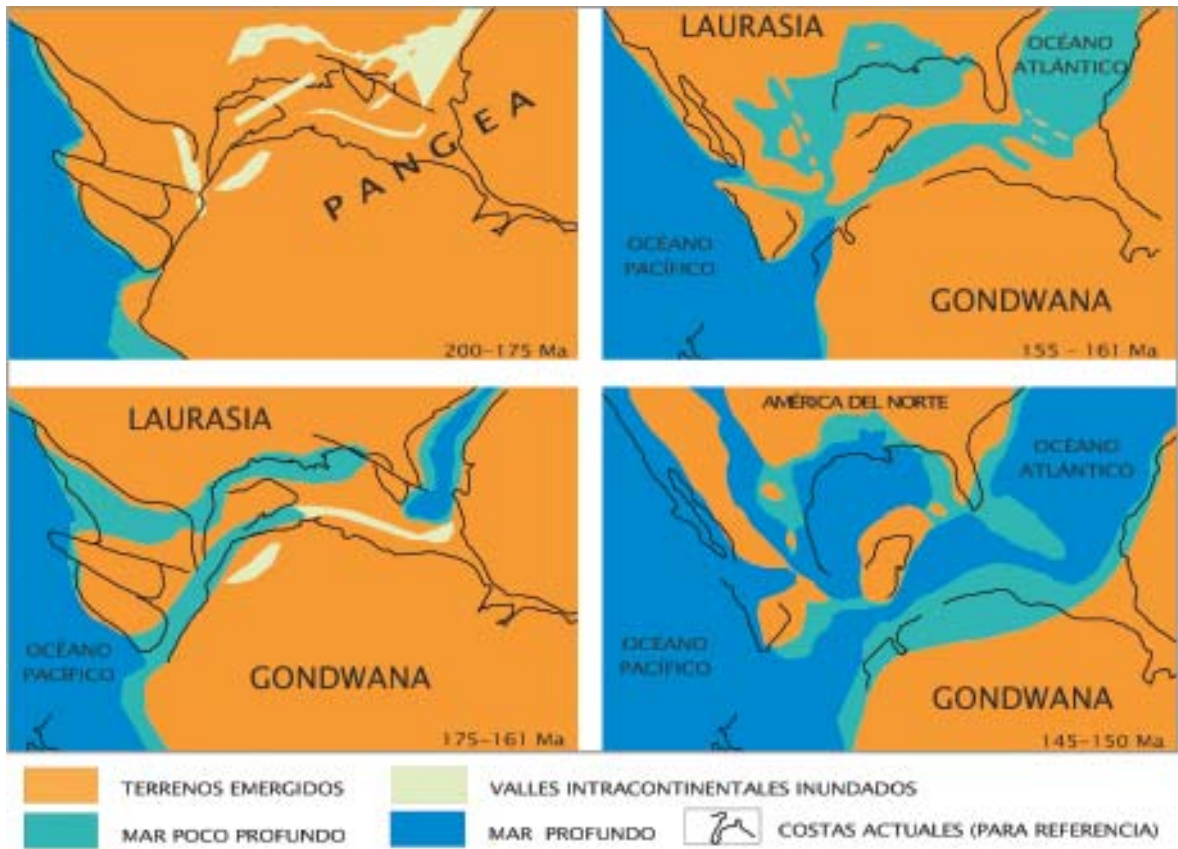 PANGEA
200–175 Ma
LAURASIA
OCÉANO
ATLÁNTICO
OCÉANO
PACÍFICO
GONDWANA
155 – 161 Ma
LAURASIA
OCÉANO
PACÍFICO
GONDWANA
175–161 Ma
AMÉRICA DEL NORTE
OCÉANO
ATLÁNTICO
OCÉANO
PACÍFICO
GONDWANA
145–150 Ma
TERRENOS EMERGIDOS
VALLES INTRACONTINENTALES INUNDADOS
MAR POCO PROFUNDO
MAR PROFUNDO
COSTAS ACTUALES (PARA REFERENCIA)